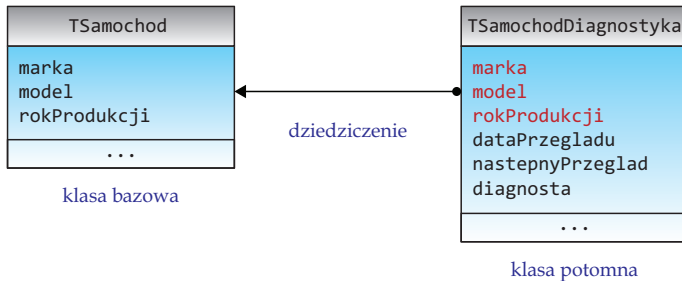 TSamochod
marka
model
rokProdukcji
...
klasa bazowa
dziedziczenie
TSamochodDiagnostyka
marka
model
rokProdukcji
dataPrzegladu
nastepnyPrzeglad
diagnosta
...
klasa potomna